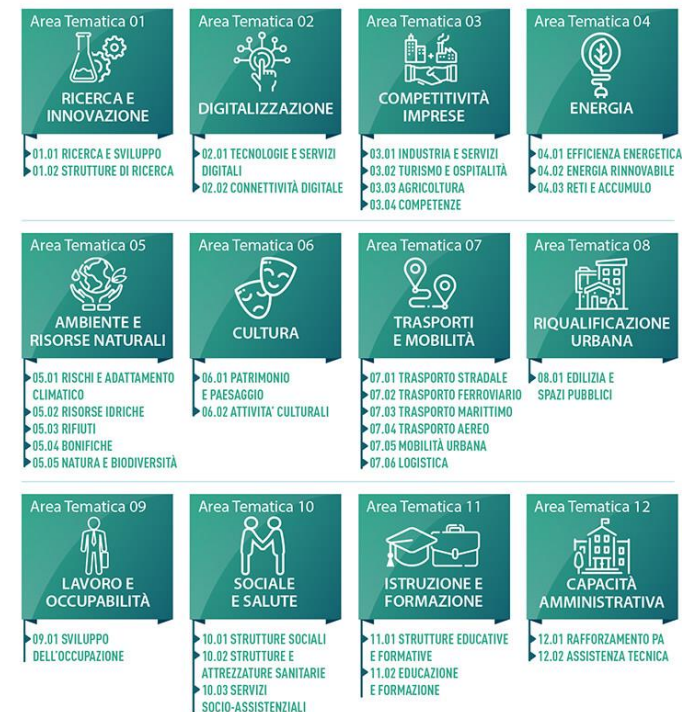 Area Tematica 01
RICERCA E
INNOVAZIONE
01.01 RICERCA E SVILUPPO
01.02 STRUTTURE DI RICERCA
Area Tematica 02
DIGITALIZZAZIONE
02.01 TECNOLOGIE E SERVIZI
DIGITALI
02.02 CONNETTIVITÀ DIGITALE
Area Tematica 03
COMPETITIVITÀ
IMPRESE
03.01 INDUSTRIA E SERVIZI
03.02 TURISMO E OSPITALITÀ
03.03 AGRICOLTURA
03.04 COMPETENZE
Area Tematica 04
ENERGIA
04.01 EFFICIENZA ENERGETICA
04.02 ENERGIA RINNOVABILE
04.03 RETI E ACCUMULO
Area Tematica 05
AMBIENTE E
RISORSE NATURALI
05.01 RISCHI E ADATTAMENTO
CLIMATICO
05.02 RISORSE IDRICHE
05.03 RIFIUTI
05.04 BONIFICHE
05.05 NATURA E BIODIVERSITÀ
Area Tematica 06
CULTURA
06.01 PATRIMONIO
E PAESAGGIO
06.02 ATTIVITA' CULTURALI
Area Tematica 07
TRASPORTI
E MOBILITÀ
07.01 TRASPORTO STRADALE
07.02 TRASPORTO FERROVIARIO
07.03 TRASPORTO MARITTIMO
07.04 TRASPORTO AEREO
07.05 MOBILITÀ URBANA
07.06 LOGISTICA
Area Tematica 08
RIQUALIFICAZIONE
URBANA
08.01 EDILIZIA E
SPAZI PUBBLICI
Area Tematica 09
LAVORO E
OCCUPABILITÀ
09.01 SVILUPPO
DELL'OCCUPAZIONE
Area Tematica 10
SOCIALE
E SALUTE
10.01 STRUTTURE SOCIALI
10.02 STRUTTURE E
ATTREZZATURE SANITARIE
10.03 SERVIZI
SOCIO-ASSISTENZIALI
Area Tematica 11
ISTRUZIONE E
FORMAZIONE
11.01 STRUTTURE EDUCATIVE
E FORMATIVE
11.02 EDUCAZIONE
E FORMAZIONE
Area Tematica 12
CAPACITÀ
AMMINISTRATIVA
12.01 RAFFORZAMENTO PA
12.02 ASSISTENZA TECNICA